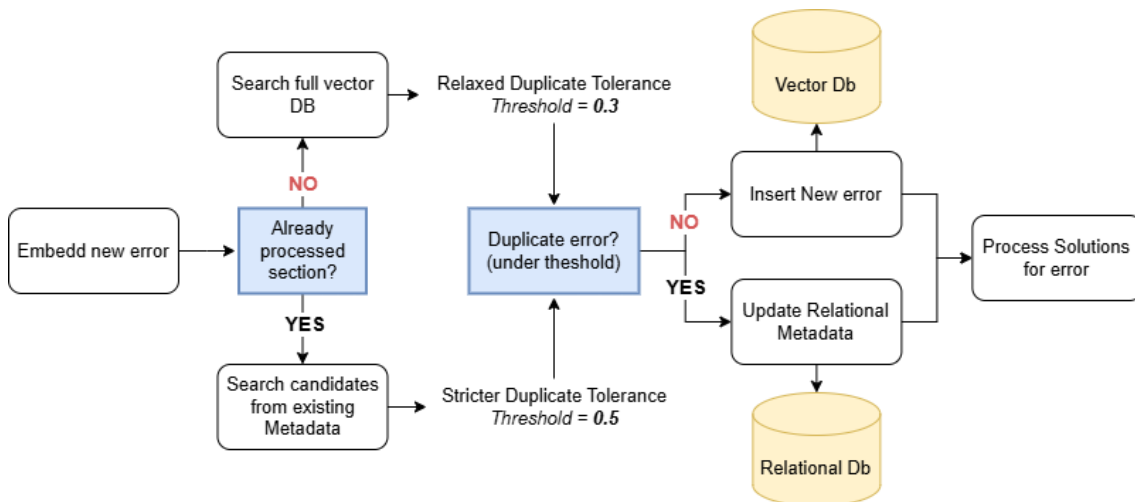 Embedd new error
Already
processed
section?
NO
YES
Search full vector
DB
Search candidates
from existing
Metadata
Relaxed Duplicate Tolerance
Threshold = 0.3
Stricter Duplicate Tolerance
Threshold = 0.5
Duplicate error?
(under theshold)
NO
YES
Vector Db
Insert New error
Update Relational
Metadata
Relational Db
Process Solutions
for error